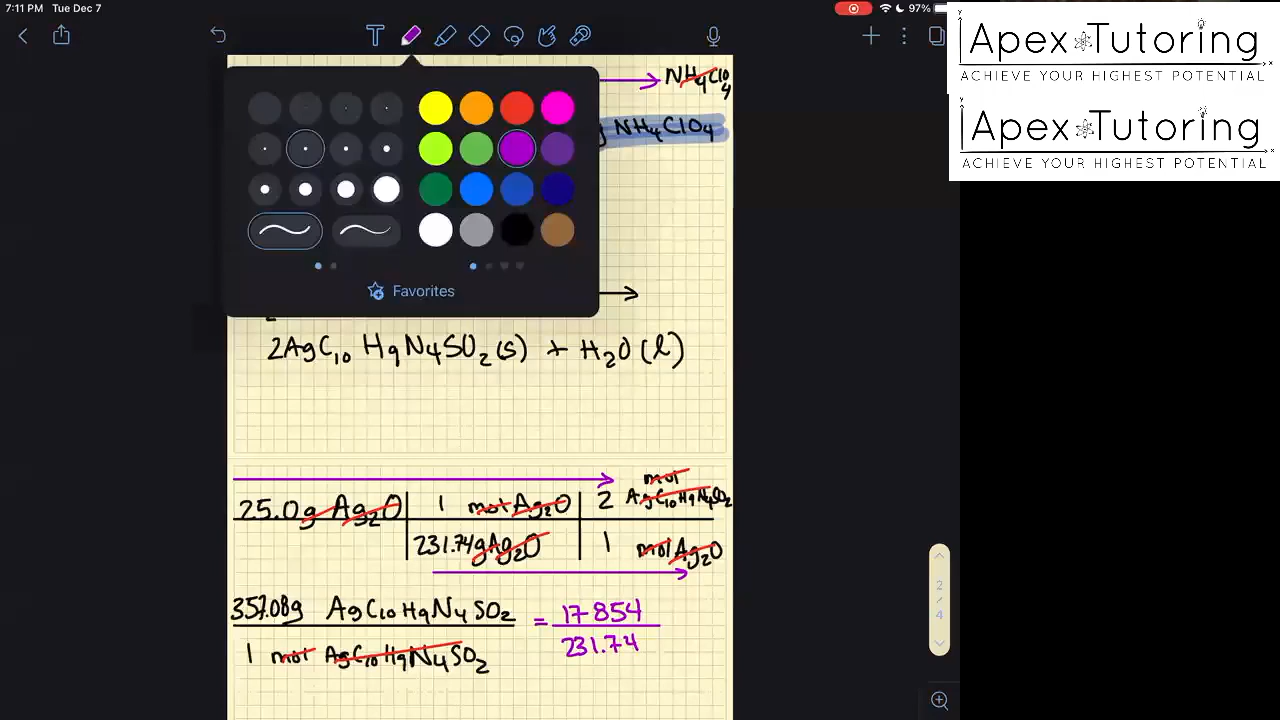 7:11 PM Tue Dec 7
97%
Apex Tutoring
ACHIEVE YOUR HIGHEST POTENTIAL
Apex Tutoring
ACHIEVE YOUR HIGHEST POTENTIAL
NH4ClO4
NH4ClO4
Favorites
2AgC10H9N4SO2(s) + H2O(l)
25.0g Ag2O 1 mol Ag2O 2 mol AgC10H9N4SO2
231.74g Ag2O 1 mol Ag2O
357.08g AgC10H9N4SO2 = 17854
1 mol AgC10H9N4SO2 231.74
2
4